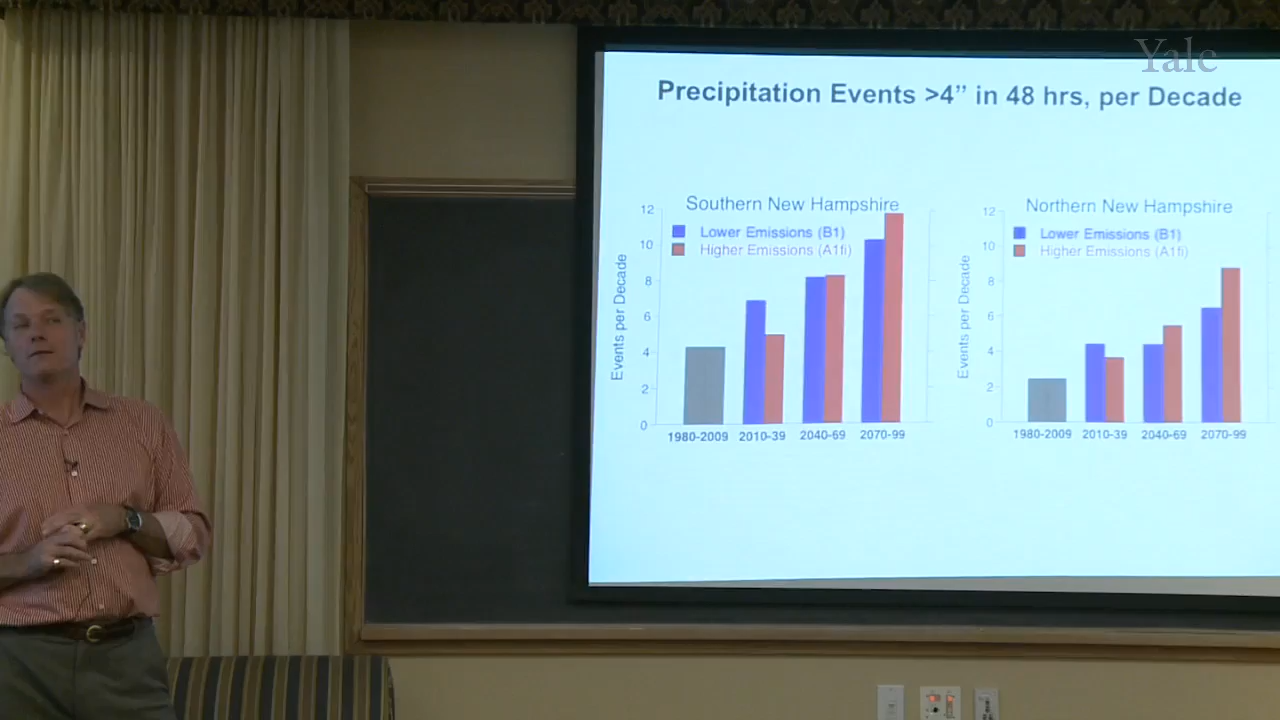 Yale
Precipitation Events >4” in 48 hrs, per Decade
Southern New Hampshire
Lower Emissions (B1)
Higher Emissions (A1fi)
Events per Decade
12
10
8
6
4
2
0
1980-2009 2010-39 2040-69 2070-99
Northern New Hampshire
Lower Emissions (B1)
Higher Emissions (A1fi)
Events per Decade
12
10
8
6
4
2
0
1980-2009 2010-39 2040-69 2070-99